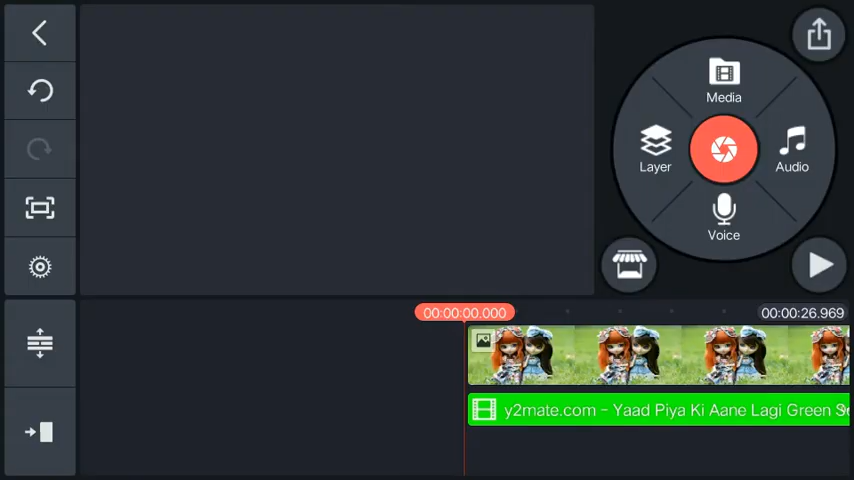 Media
Layer
Audio
Voice
00:00:00.000
00:00:26.969
y2mate.com - Yaad Piya Ki Aane Lagi Green